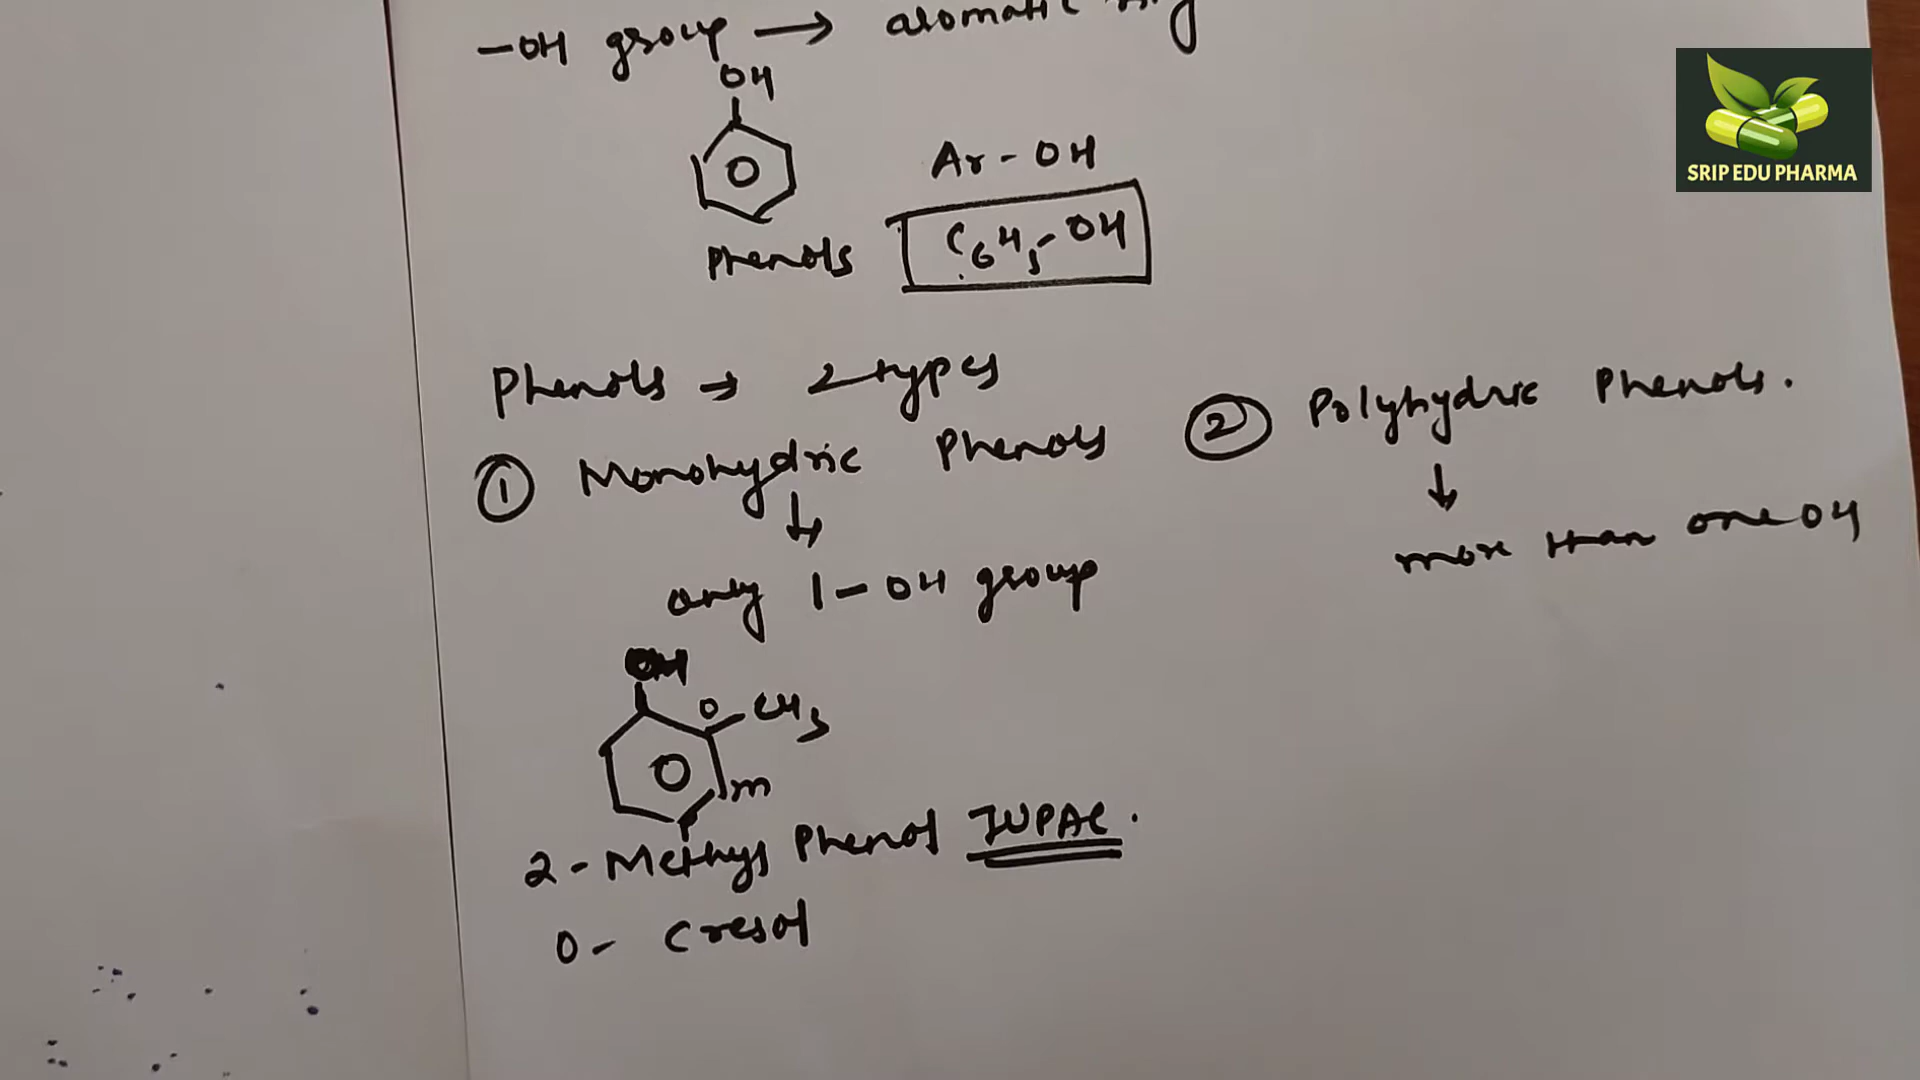 -OH group → aromatic
OH
Phenols
Ar-OH
C6H5-OH
Phenols → 2 types
① Monohydric Phenols
↓
only 1-OH group
② Polyhydric Phenols.
↓
more than one OH
OH
o CH3
m
2-Methyl Phenol IUPAC.
O- Cresol
SRIP EDU PHARMA